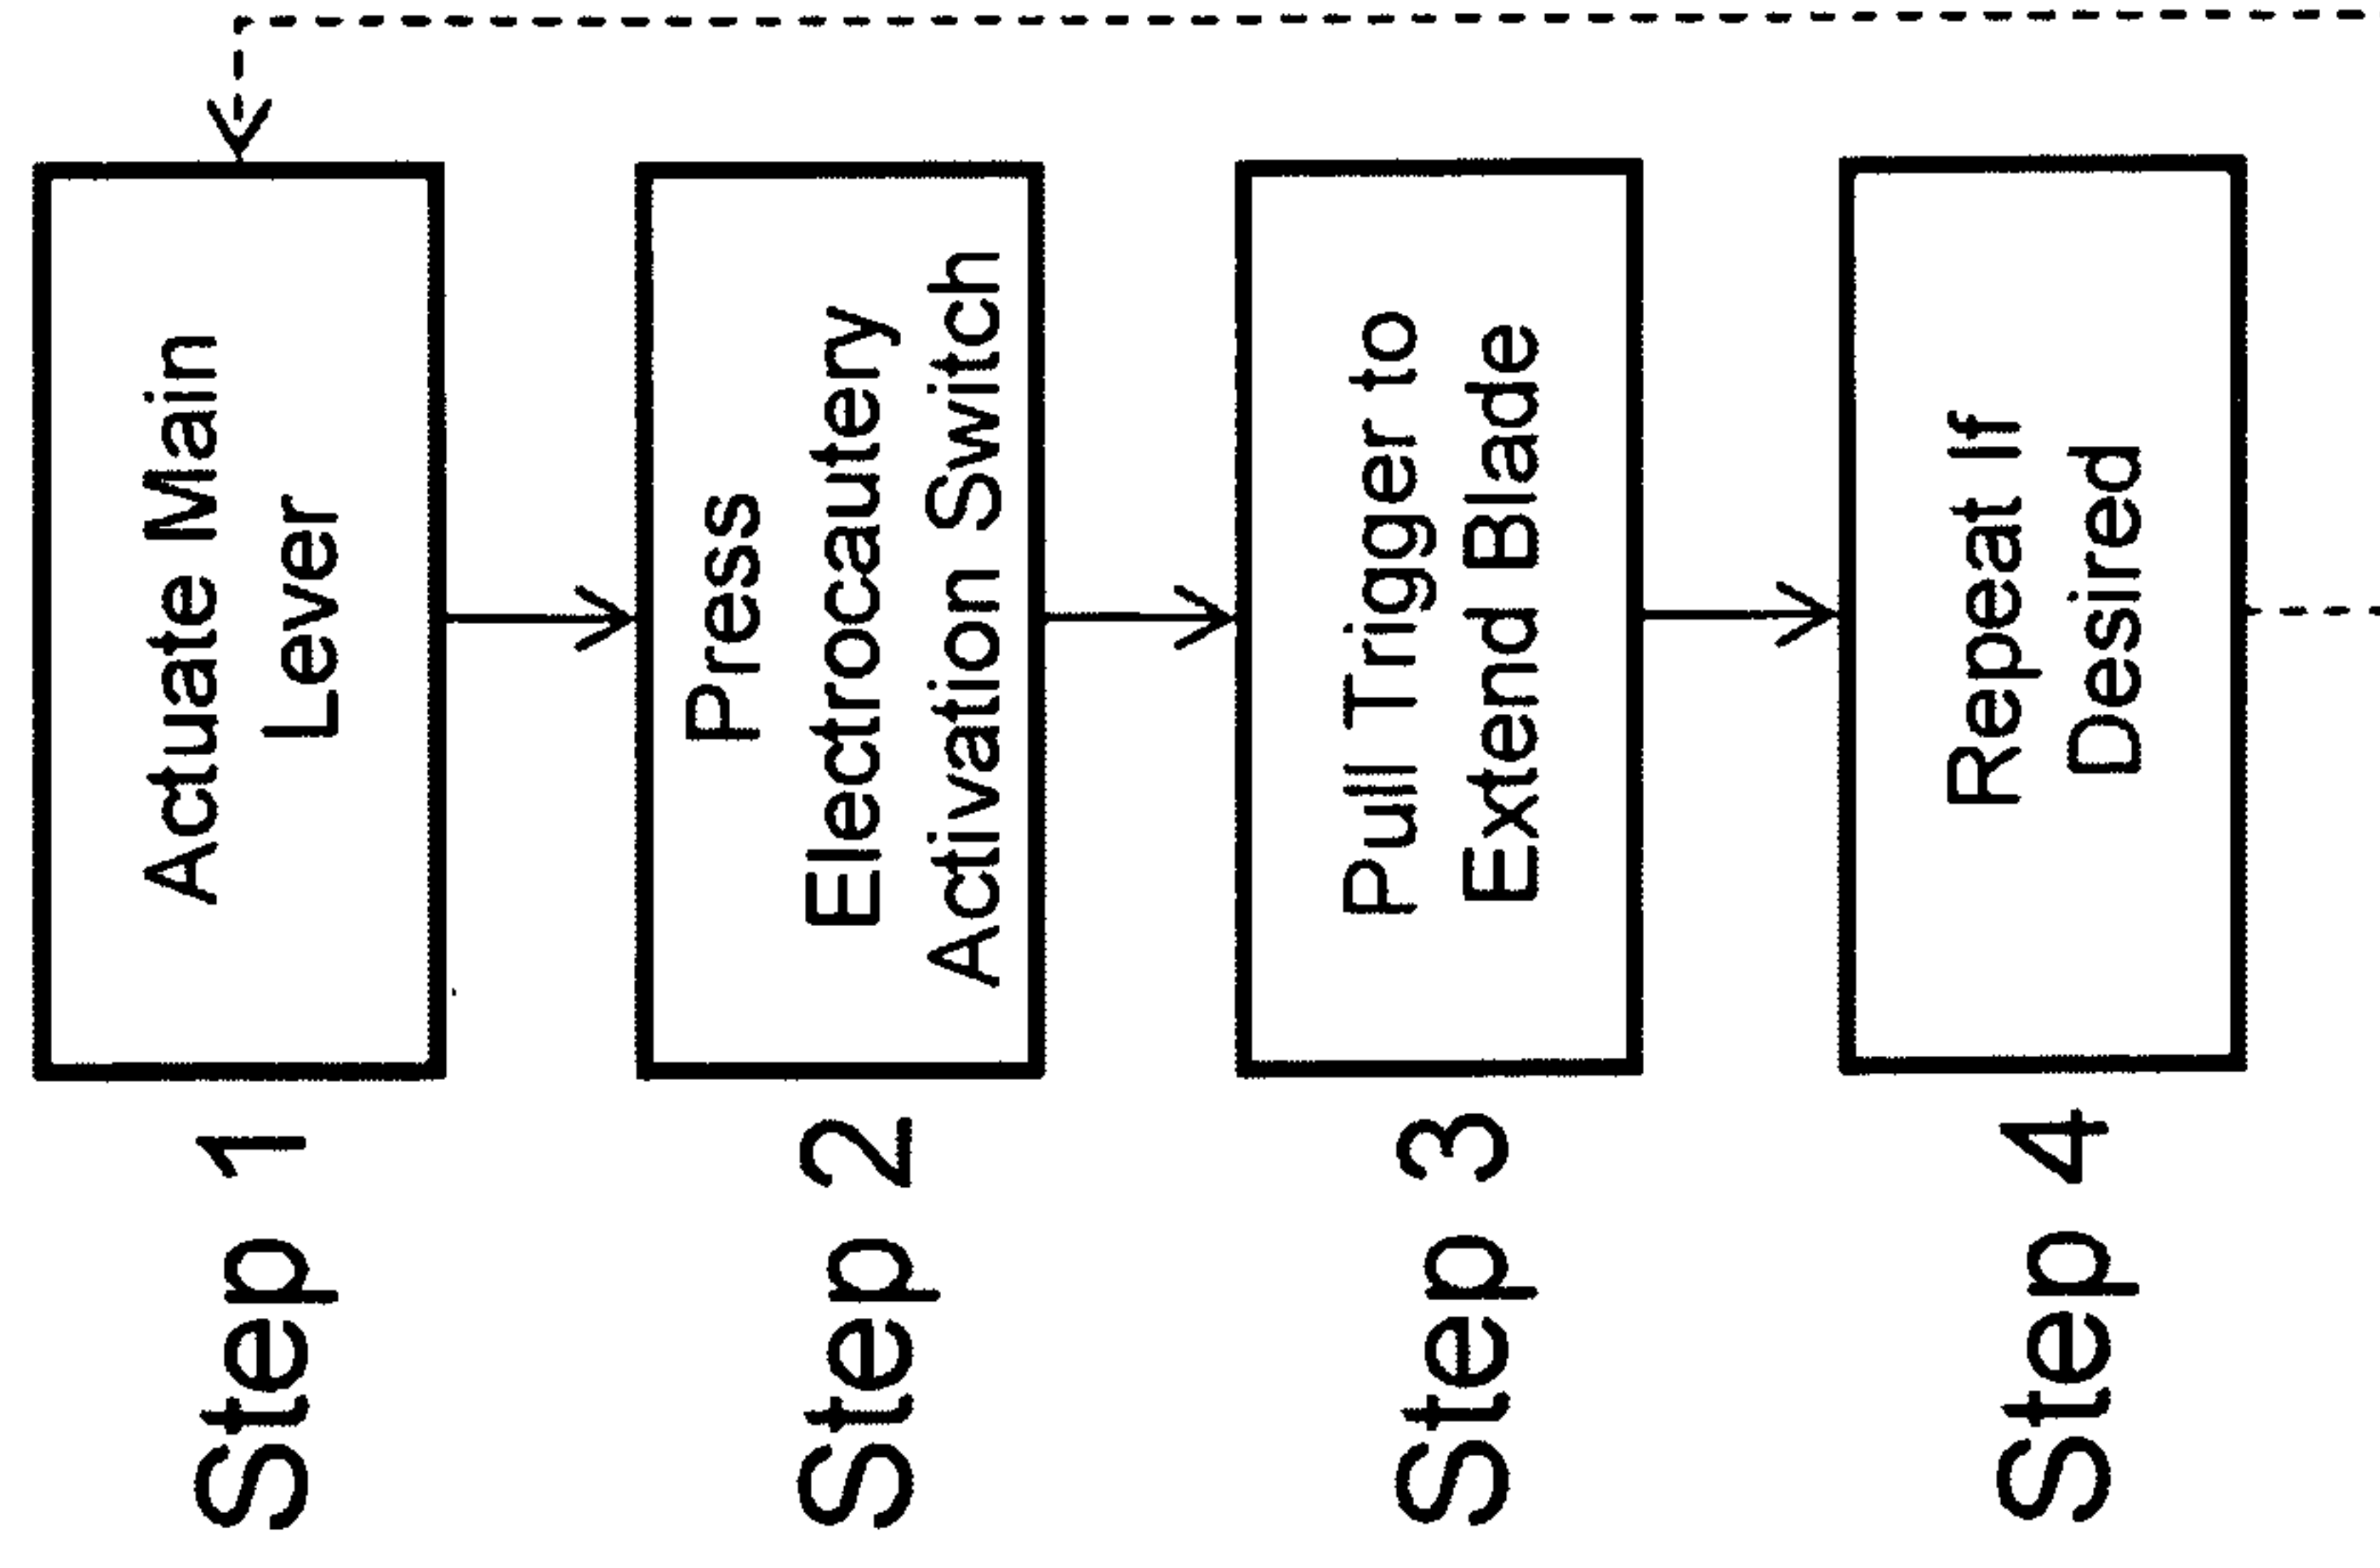 Step 1
Actuate Main
Lever
Step 2
Press
Electrocautery
Activation Switch
Step 3
Pull Trigger to
Extend Blade
Step 4
Repeat If
Desired